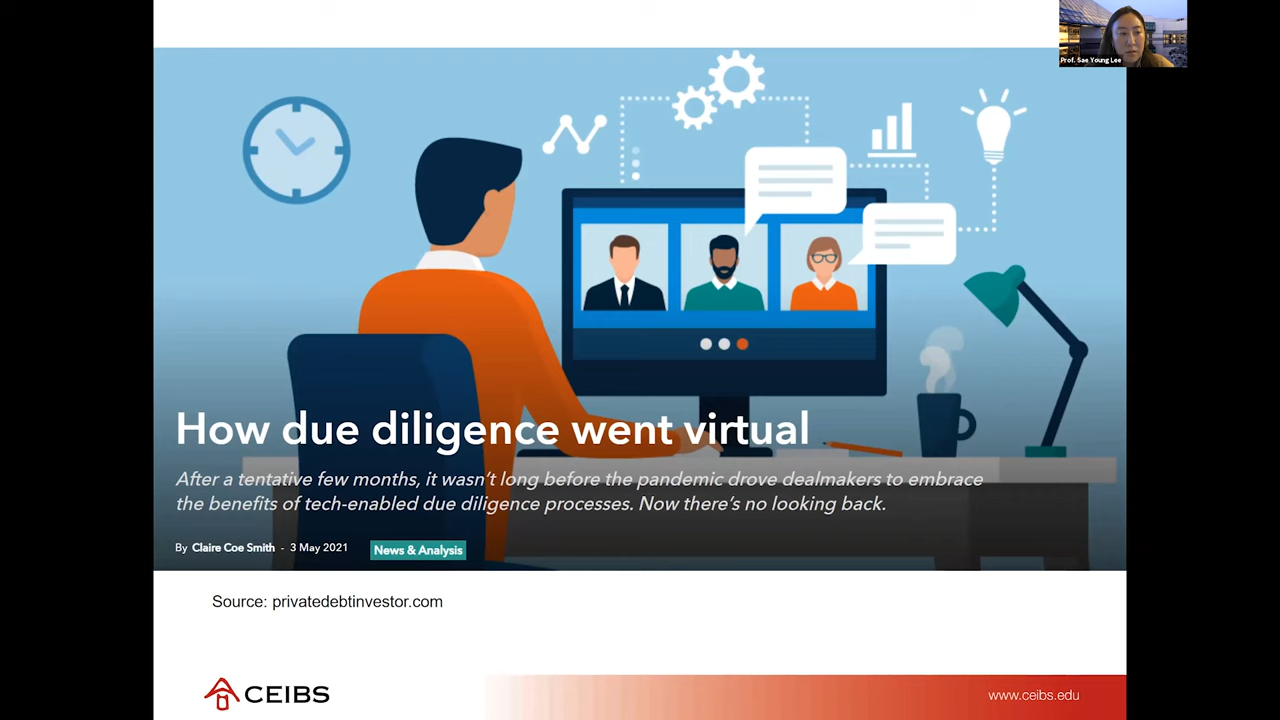 Prof. Sae Young Lee
How due diligence went virtual
After a tentative few months, it wasn't long before the pandemic drove dealmakers to embrace
the benefits of tech-enabled due diligence processes. Now there's no looking back.
By Claire Coe Smith - 3 May 2021 News & Analysis
Source: privatedebtinvestor.com
CEIBS
www.ceibs.edu